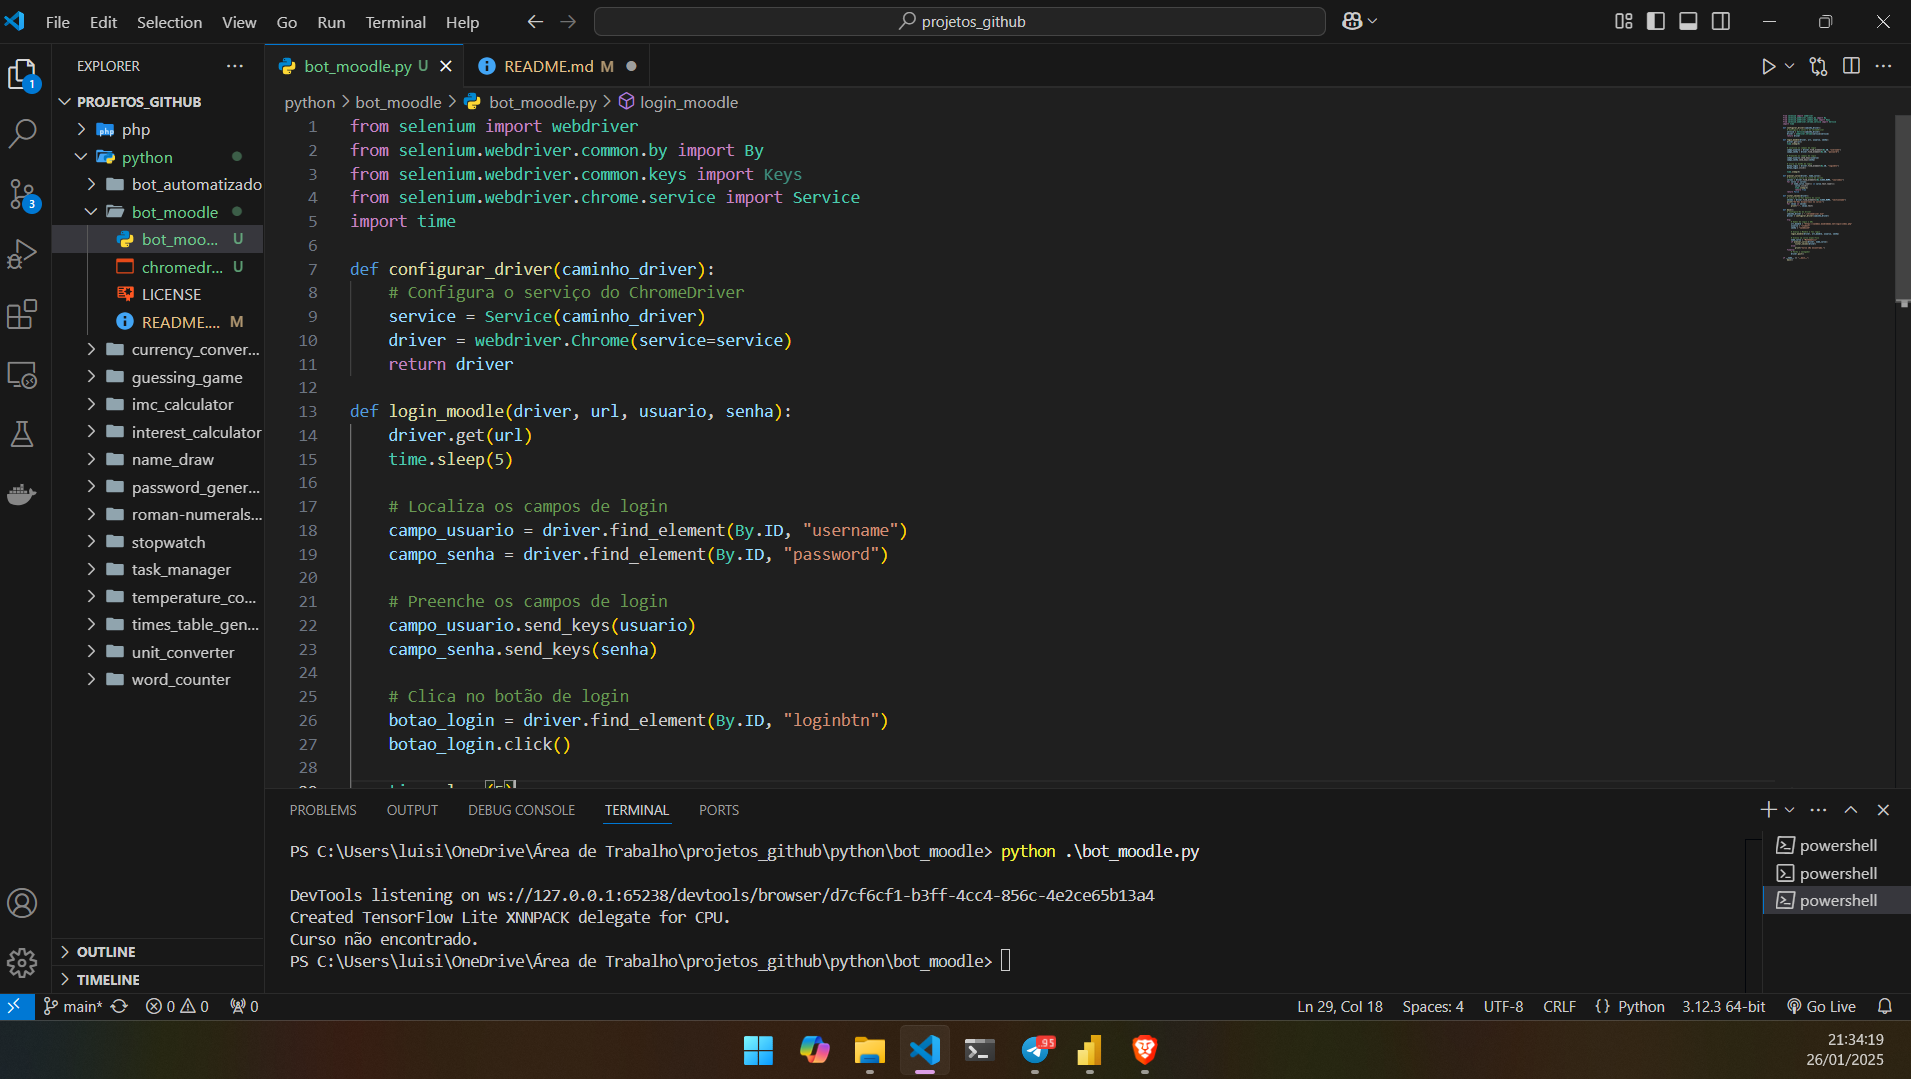 File Edit Selection View Go Run Terminal Help
projetos_github
EXPLORER
PROJETOS_GITHUB
php
python
bot_automatizado
bot_moodle
bot_moo... U
chromedr... U
LICENSE
README.... M
currency_conver...
guessing_game
imc_calculator
interest_calculator
name_draw
password_gener...
roman-numerals...
stopwatch
task_manager
temperature_co...
times_table_gen...
unit_converter
word_counter
OUTLINE
TIMELINE
1
3
bot_moodle.py U
README.md M
python > bot_moodle > bot_moodle.py > login_moodle
1 from selenium import webdriver
2 from selenium.webdriver.common.by import By
3 from selenium.webdriver.common.keys import Keys
4 from selenium.webdriver.chrome.service import Service
5 import time
6
7 def configurar_driver(caminho_driver):
8 # Configura o serviço do ChromeDriver
9 service = Service(caminho_driver)
10 driver = webdriver.Chrome(service=service)
11 return driver
12
13 def login_moodle(driver, url, usuario, senha):
14 driver.get(url)
15 time.sleep(5)
16
17 # Localiza os campos de login
18 campo_usuario = driver.find_element(By.ID, "username")
19 campo_senha = driver.find_element(By.ID, "password")
20
21 # Preenche os campos de login
22 campo_usuario.send_keys(usuario)
23 campo_senha.send_keys(senha)
24
25 # Clica no botão de login
26 botao_login = driver.find_element(By.ID, "loginbtn")
27 botao_login.click()
28
PROBLEMS OUTPUT DEBUG CONSOLE TERMINAL PORTS
PS C:\Users\luisi\OneDrive\Área de Trabalho\projetos_github\python\bot_moodle> python .\bot_moodle.py
DevTools listening on ws://127.0.0.1:65238/devtools/browser/d7cf6cf1-b3ff-4cc4-856c-4e2ce65b13a4
Created TensorFlow Lite XNNPACK delegate for CPU.
Curso não encontrado.
PS C:\Users\luisi\OneDrive\Área de Trabalho\projetos_github\python\bot_moodle>
powershell
powershell
powershell
main* 0 0 0
Ln 29, Col 18 Spaces: 4 UTF-8 CRLF {} Python 3.12.3 64-bit Go Live
95
21:34:19
26/01/2025